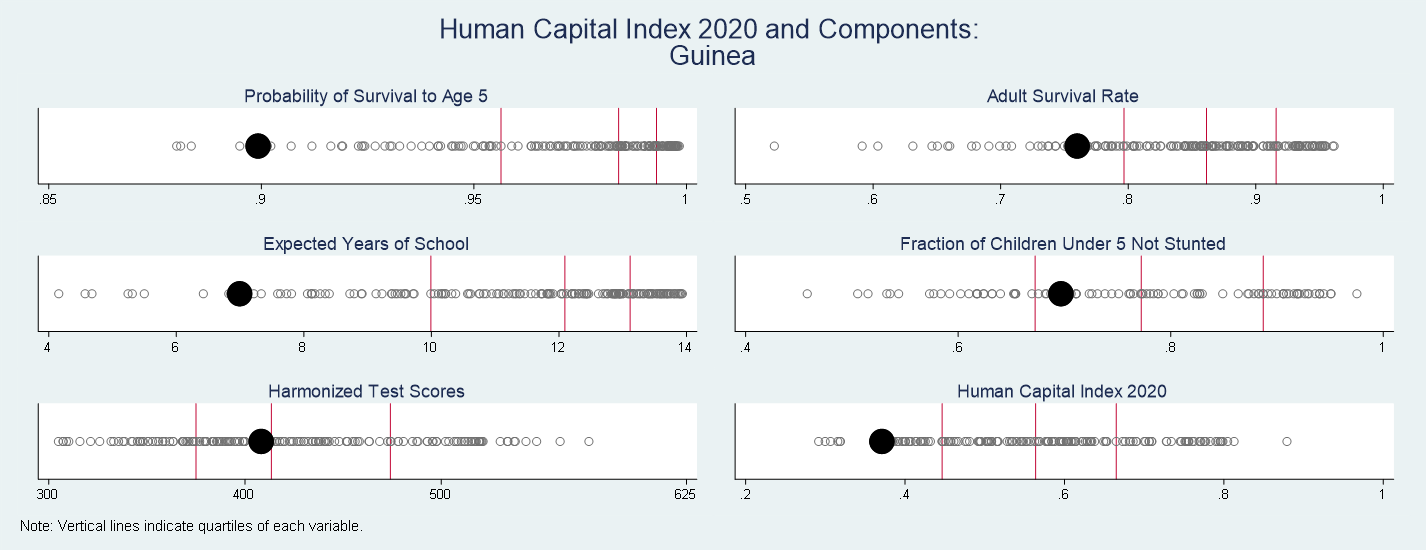 Human Capital Index 2020 and Components:
Guinea
Probability of Survival to Age 5
.85 .9 .95 1
Adult Survival Rate
.5 .6 .7 .8 .9 1
Expected Years of School
4 6 8 10 12 14
Fraction of Children Under 5 Not Stunted
.4 .6 .8 1
Harmonized Test Scores
300 400 500 625
Human Capital Index 2020
.2 .4 .6 .8 1
Note: Vertical lines indicate quartiles of each variable.